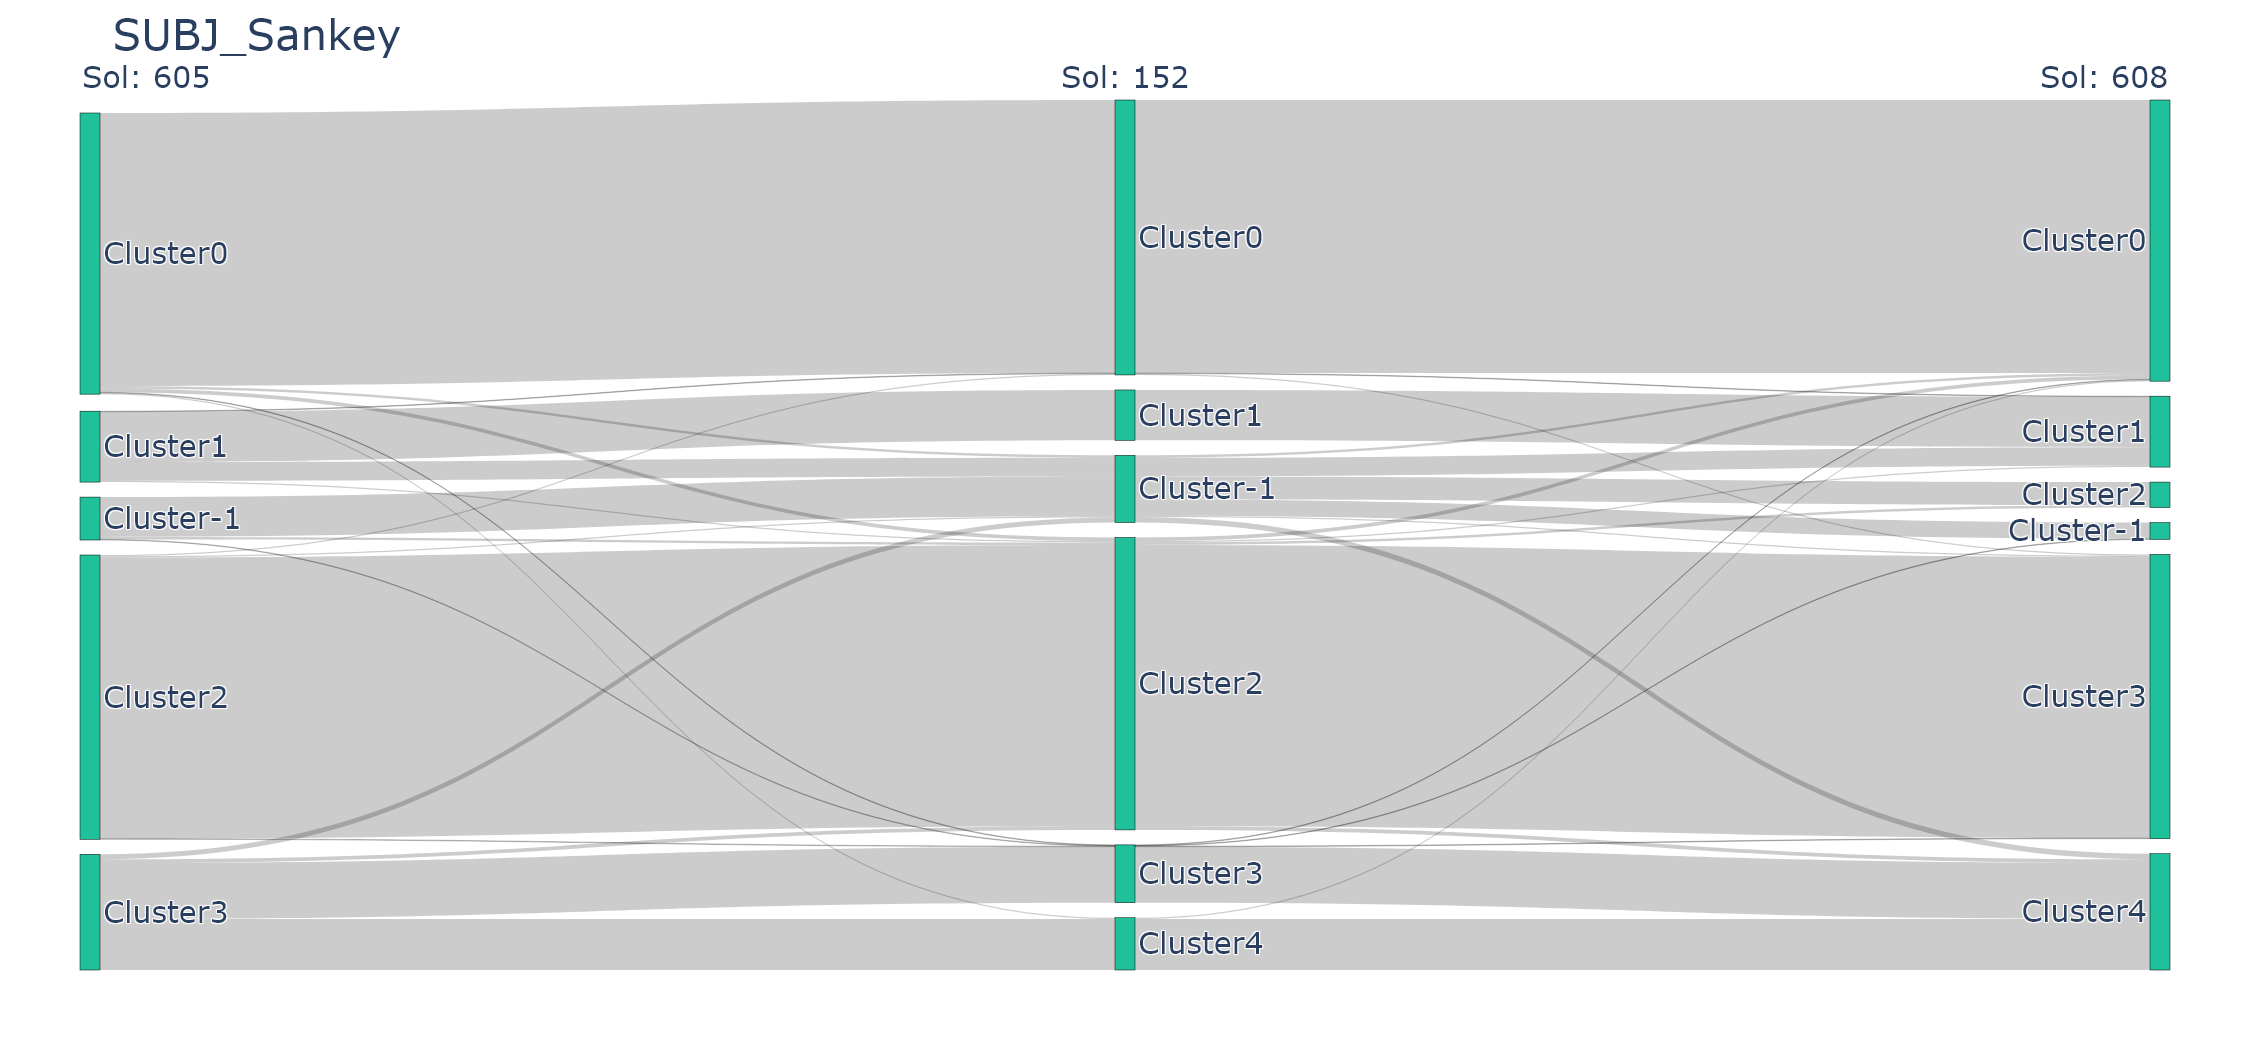 SUBJ_Sankey
Sol: 605
Sol: 152
Sol: 608
Cluster0
Cluster1
Cluster-1
Cluster2
Cluster3
Cluster0
Cluster1
Cluster-1
Cluster2
Cluster3
Cluster4
Cluster0
Cluster1
Cluster2
Cluster-1
Cluster3
Cluster4